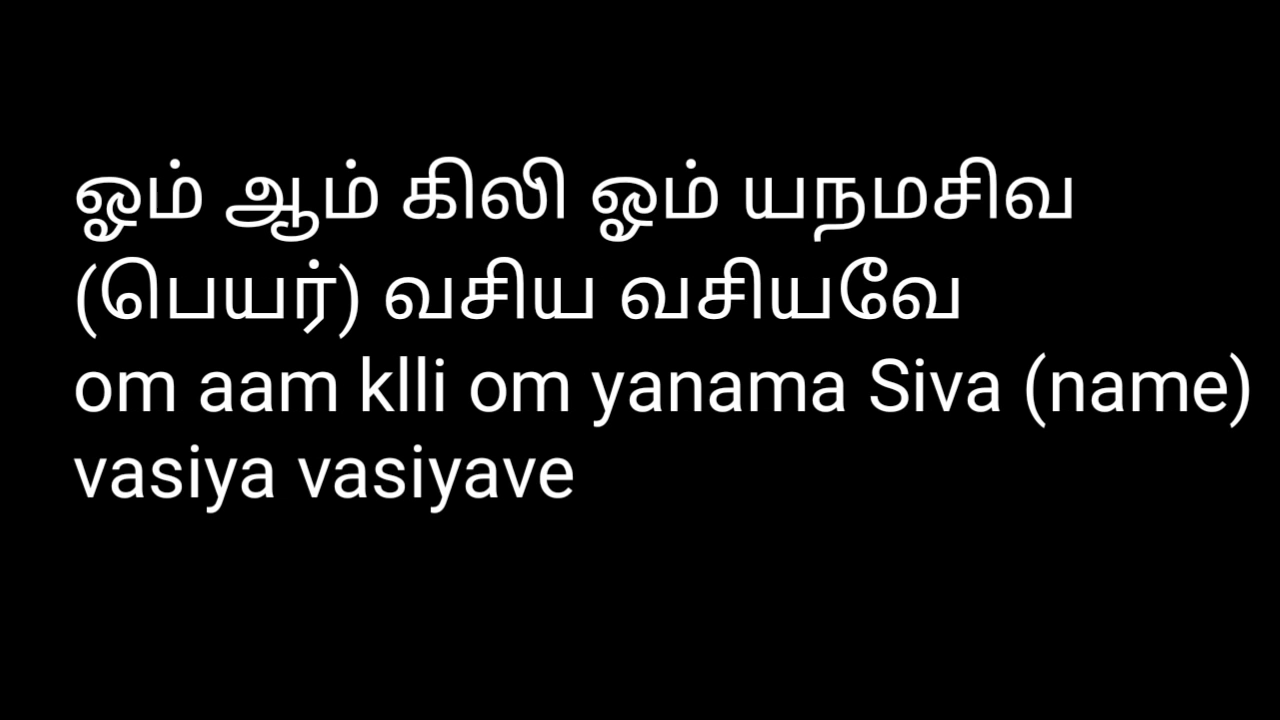 ஓம் ஆம் கிலி ஓம் யநமசிவ
(பெயர்) வசிய வசியவே
om aam klli om yanama Siva (name)
vasiya vasiyave